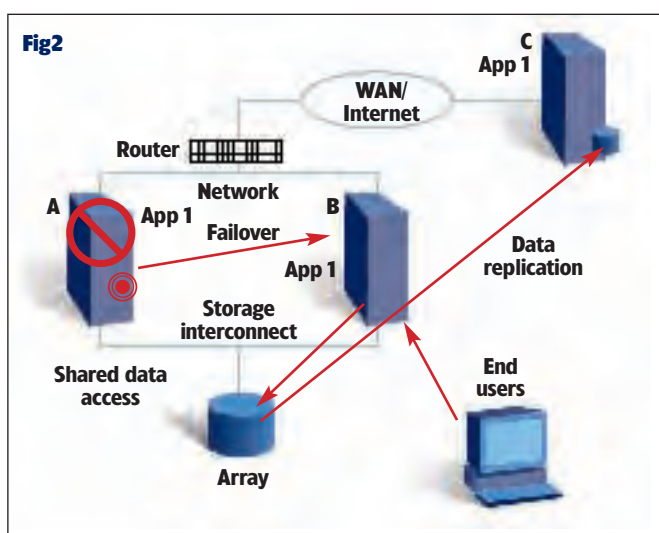 Fig2
C
App 1
WAN/
Internet
Router
Network
A
App 1
B
Failover
App 1
Data
replication
Storage
interconnect
Shared data
access
End
users
Array